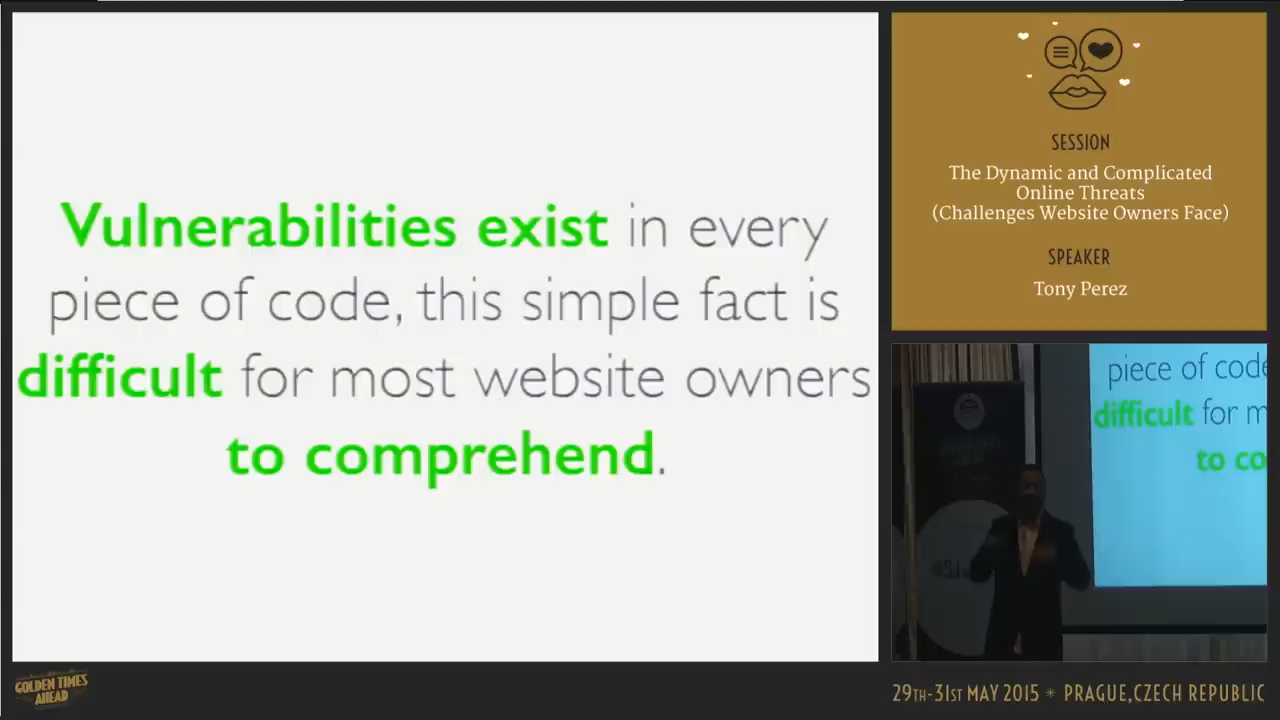 Vulnerabilities exist in every
piece of code, this simple fact is
difficult for most website owners
to comprehend.
SESSION
The Dynamic and Complicated
Online Threats
(Challenges Website Owners Face)
SPEAKER
Tony Perez
piece of code
difficult for m
to co
GOLDEN TIMES
AHEAD
29TH-31ST MAY 2015 * PRAGUE,CZECH REPUBLIC